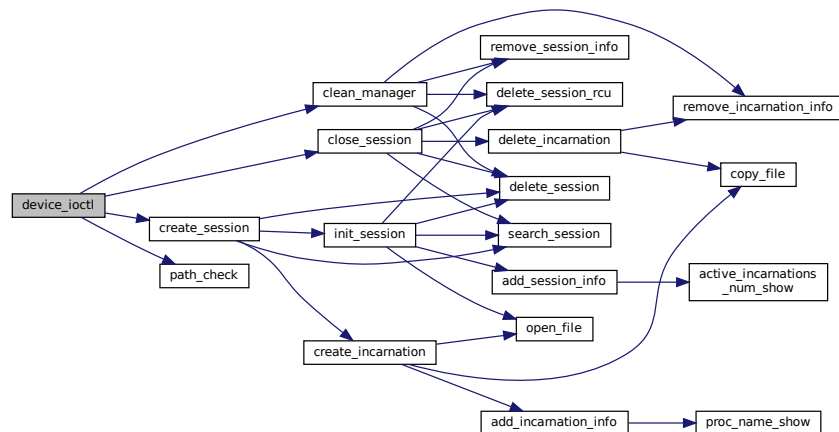 remove_session_info
clean_manager
delete_session_rcu
remove_incarnation_info
close_session
delete_incarnation
copy_file
delete_session
device_ioctl
create_session
init_session
search_session
path_check
add_session_info
active_incarnations
_num_show
open_file
create_incarnation
add_incarnation_info
proc_name_show